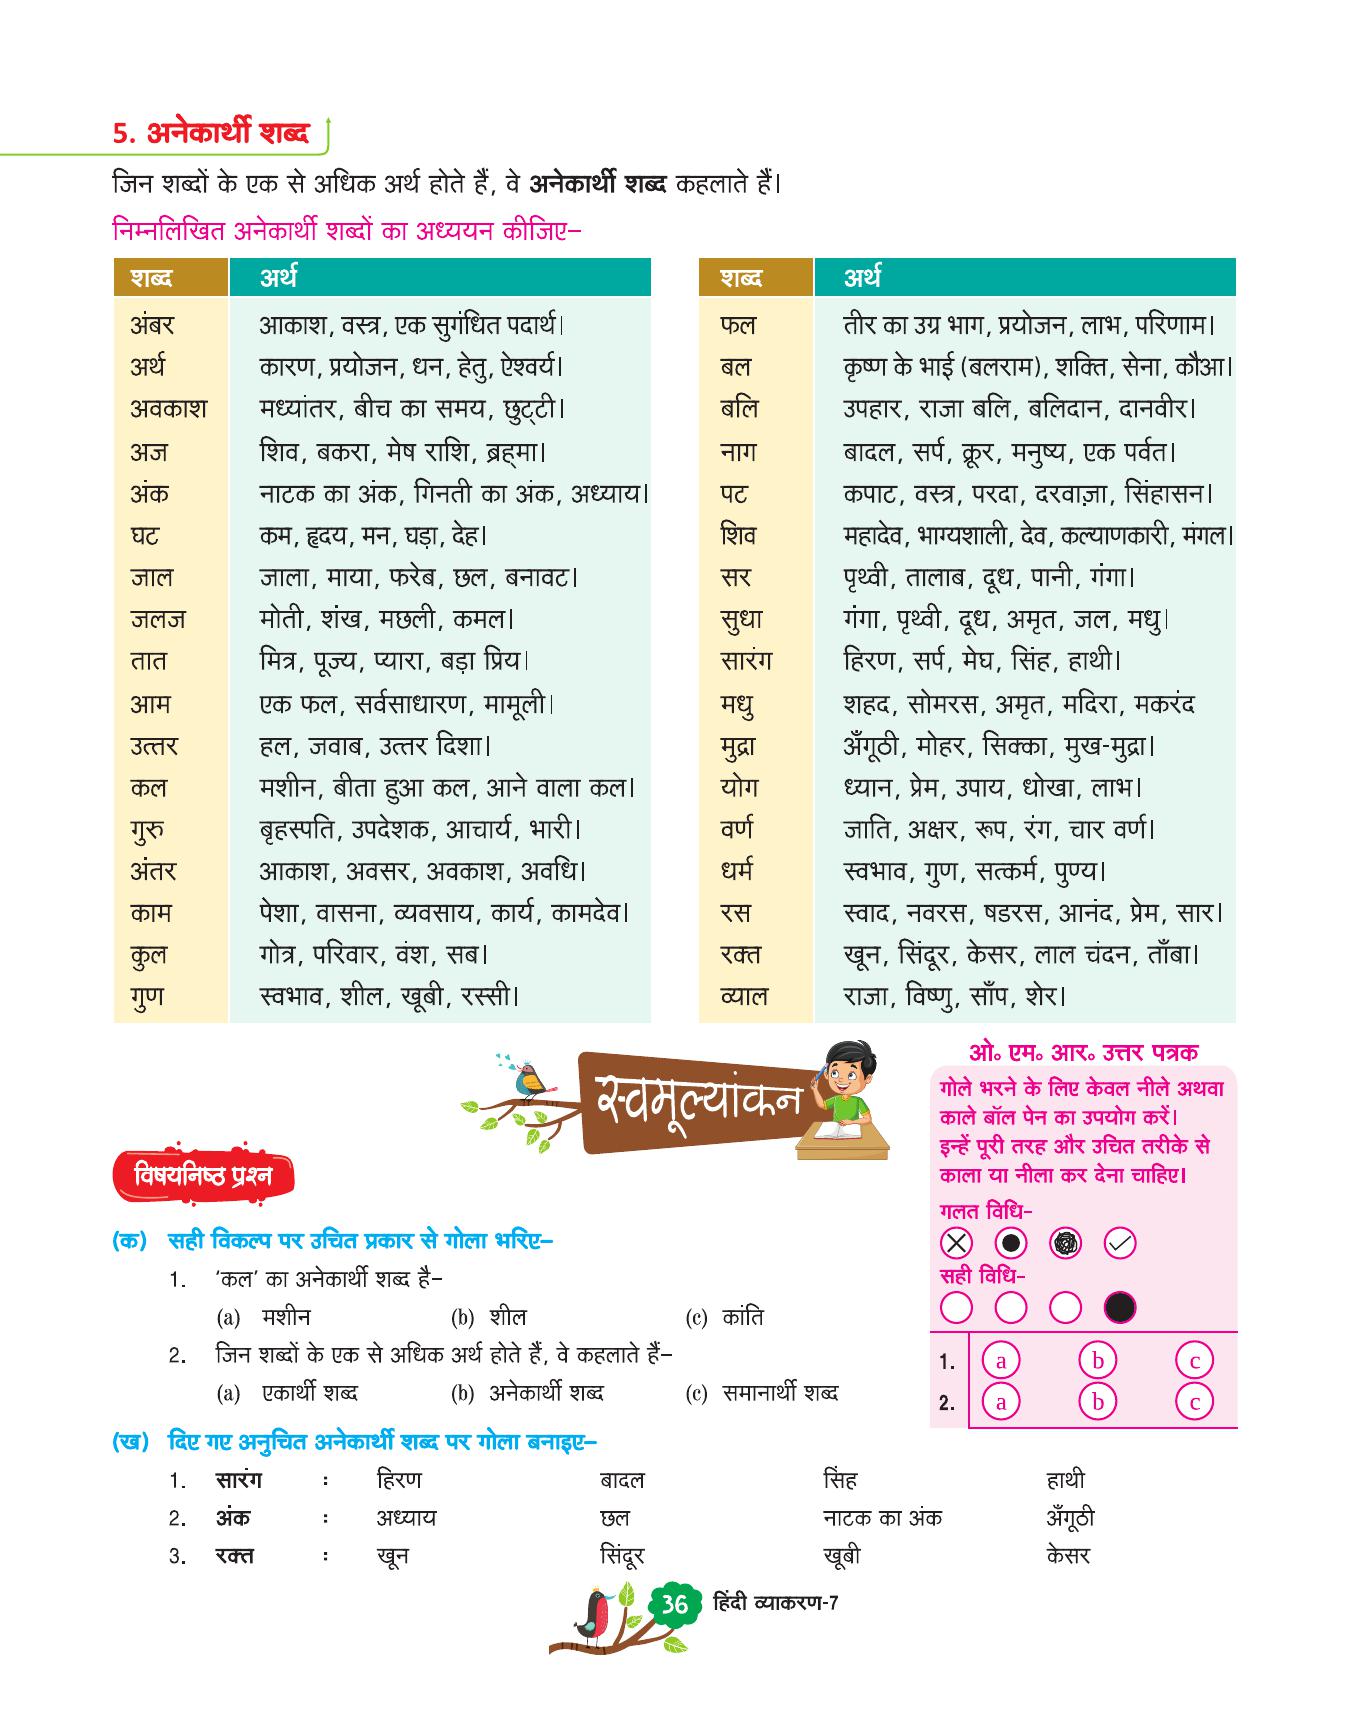 5. अनेकार्थी शब्द
जिन शब्दों के एक से अधिक अर्थ होते हैं, वे अनेकार्थी शब्द कहलाते हैं।
निम्नलिखित अनेकार्थी शब्दों का अध्ययन कीजिए–
शब्द अर्थ
अंबर आकाश, वस्त्र, एक सुगंधित पदार्थ।
अर्थ कारण, प्रयोजन, धन, हेतु, ऐश्वर्य।
अवकाश मध्यांतर, बीच का समय, छुट्टी।
अज शिव, बकरा, मेष राशि, ब्रह्मा।
अंक नाटक का अंक, गिनती का अंक, अध्याय।
घट कम, हृदय, मन, घड़ा, देह।
जाल जाला, माया, फरेब, छल, बनावट।
जलज मोती, शंख, मछली, कमल।
तात मित्र, पूज्य, प्यारा, बड़ा प्रिय।
आम एक फल, सर्वसाधारण, मामूली।
उत्तर हल, जवाब, उत्तर दिशा।
कल मशीन, बीता हुआ कल, आने वाला कल।
गुरु बृहस्पति, उपदेशक, आचार्य, भारी।
अंतर आकाश, अवसर, अवकाश, अवधि।
काम पेशा, वासना, व्यवसाय, कार्य, कामदेव।
कुल गोत्र, परिवार, वंश, सब।
गुण स्वभाव, शील, खूबी, रस्सी।
शब्द अर्थ
फल तीर का उग्र भाग, प्रयोजन, लाभ, परिणाम।
बल कृष्ण के भाई (बलराम), शक्ति, सेना, कौआ।
बलि उपहार, राजा बलि, बलिदान, दानवीर।
नाग बादल, सर्प, क्रूर, मनुष्य, एक पर्वत।
पट कपाट, वस्त्र, परदा, दरवाज़ा, सिंहासन।
शिव महादेव, भाग्यशाली, देव, कल्याणकारी, मंगल।
सर पृथ्वी, तालाब, दूध, पानी, गंगा।
सुधा गंगा, पृथ्वी, दूध, अमृत, जल, मधु।
सारंग हिरण, सर्प, मेघ, सिंह, हाथी।
मधु शहद, सोमरस, अमृत, मदिरा, मकरंद
मुद्रा अँगूठी, मोहर, सिक्का, मुख-मुद्रा।
योग ध्यान, प्रेम, उपाय, धोखा, लाभ।
वर्ण जाति, अक्षर, रूप, रंग, चार वर्ण।
धर्म स्वभाव, गुण, सत्कर्म, पुण्य।
रस स्वाद, नवरस, षडरस, आनंद, प्रेम, सार।
रक्त खून, सिंदूर, केसर, लाल चंदन, ताँबा।
व्याल राजा, विष्णु, साँप, शेर।
स्वमूल्यांकन
विषयनिष्ठ प्रश्न
(क) सही विकल्प पर उचित प्रकार से गोला भरिए–
1. 'कल' का अनेकार्थी शब्द है–
(a) मशीन (b) शील (c) कांति
2. जिन शब्दों के एक से अधिक अर्थ होते हैं, वे कहलाते हैं–
(a) एकार्थी शब्द (b) अनेकार्थी शब्द (c) समानार्थी शब्द
ओ॰ एम॰ आर॰ उत्तर पत्रक
गोले भरने के लिए केवल नीले अथवा
काले बॉल पेन का उपयोग करें।
इन्हें पूरी तरह और उचित तरीके से
काला या नीला कर देना चाहिए।
गलत विधि–
सही विधि–
1. a b c
2. a b c
(ख) दिए गए अनुचित अनेकार्थी शब्द पर गोला बनाइए–
1. सारंग : हिरण बादल सिंह हाथी
2. अंक : अध्याय छल नाटक का अंक अँगूठी
3. रक्त : खून सिंदूर खूबी केसर
36 हिंदी व्याकरण-7